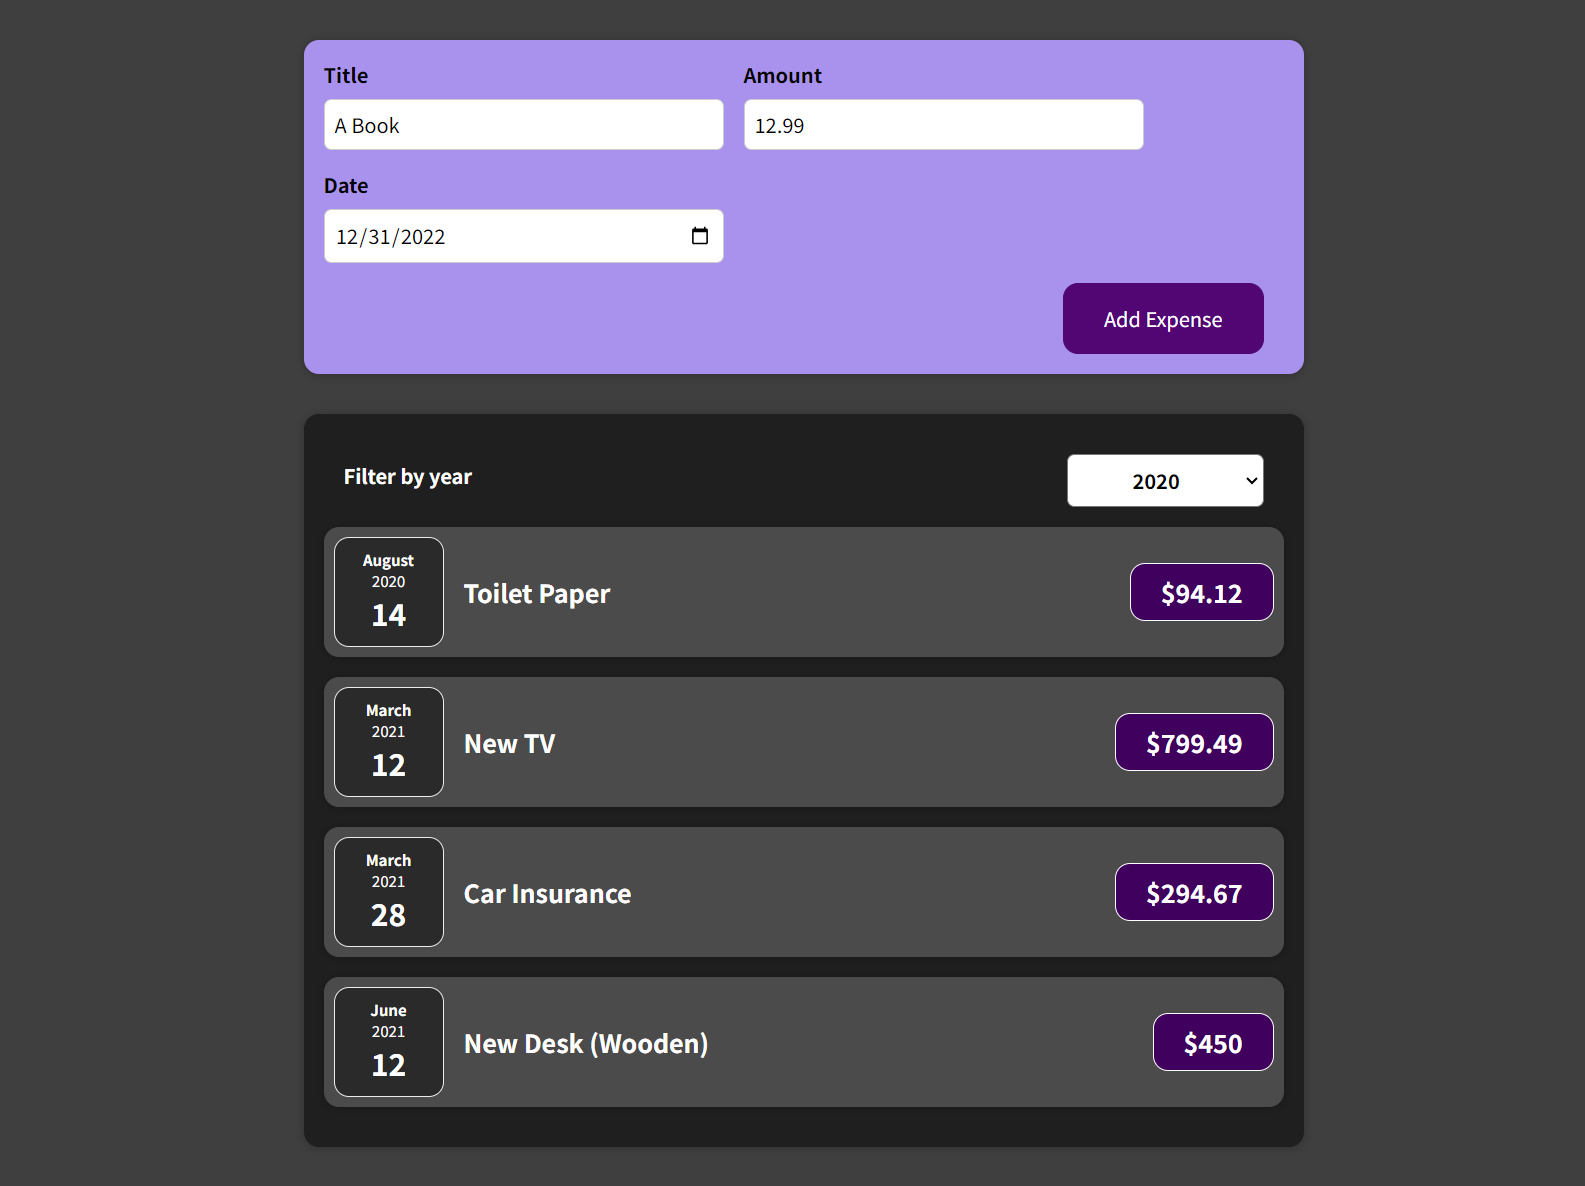 Title
Amount
A Book
12.99
Date
12/31/2022
Add Expense
Filter by year
2020
August
2020
14
Toilet Paper
$94.12
March
2021
12
New TV
$799.49
March
2021
28
Car Insurance
$294.67
June
2021
12
New Desk (Wooden)
$450